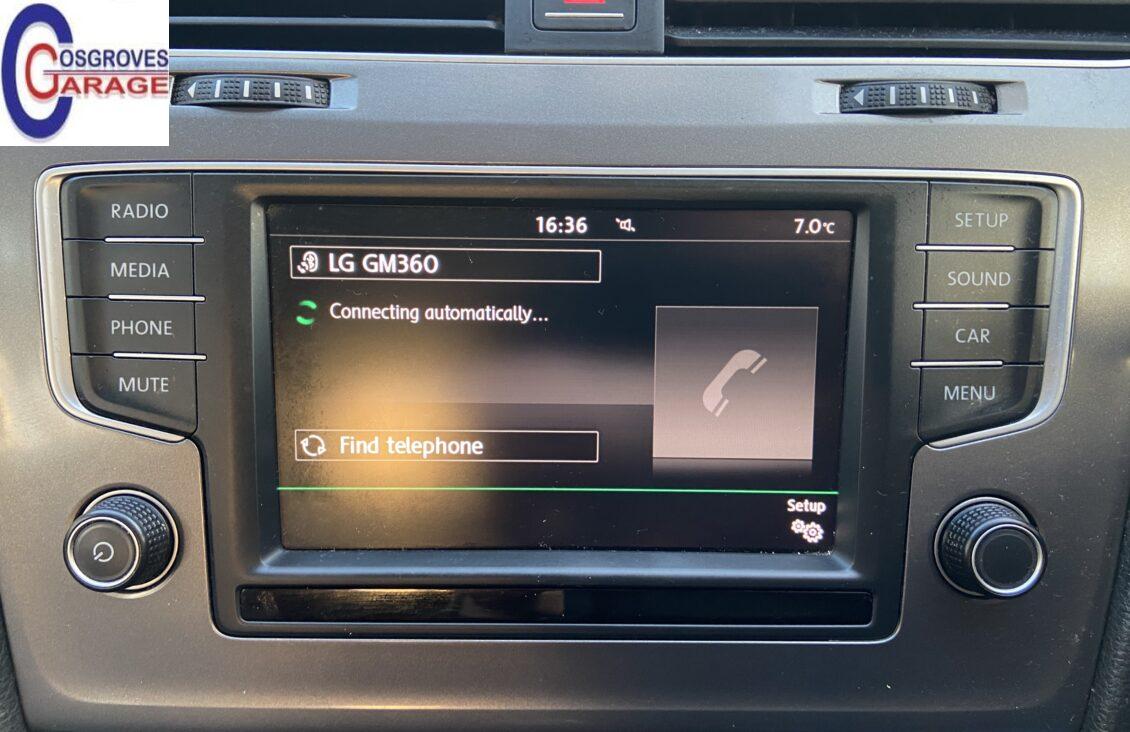 COSGROVES
GARAGE
RADIO
MEDIA
PHONE
MUTE
16:36
7.0°C
LG GM360
Connecting automatically...
Find telephone
Setup
SETUP
SOUND
CAR
MENU